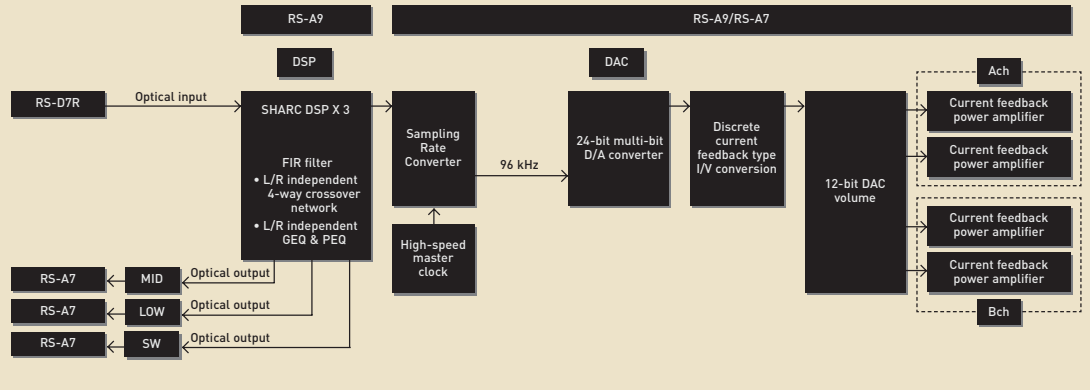 RS-A9
RS-A9/RS-A7
DSP
DAC
RS-D7R
Optical input
SHARC DSP X 3
FIR filter
• L/R independent
4-way crossover
network
• L/R independent
GEQ & PEQ
Sampling
Rate
Converter
High-speed
master
clock
96 kHz
24-bit multi-bit
D/A converter
Discrete
current
feedback type
I/V conversion
12-bit DAC
volume
Ach
Current feedback
power amplifier
Current feedback
power amplifier
Current feedback
power amplifier
Current feedback
power amplifier
Bch
RS-A7
MID
Optical output
RS-A7
LOW
Optical output
RS-A7
SW
Optical output